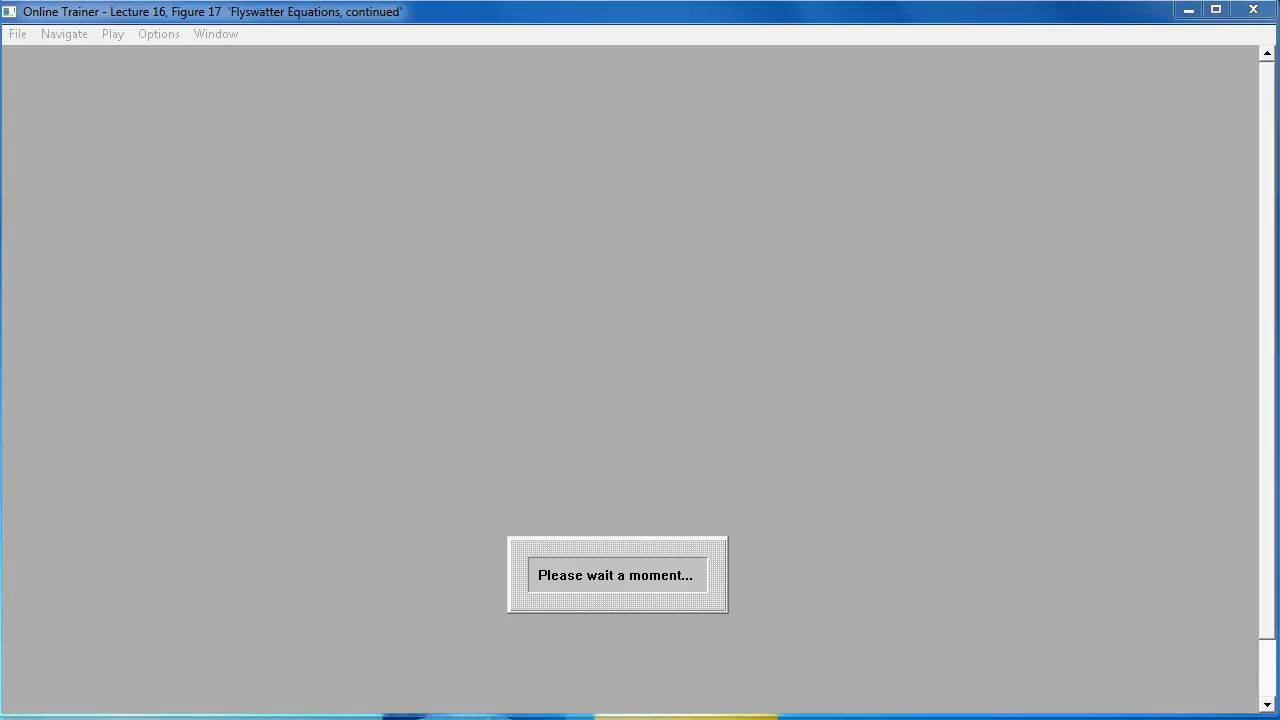 Online Trainer - Lecture 16, Figure 17  'Flyswatter Equations, continued'
File Navigate Play Options Window
Please wait a moment...